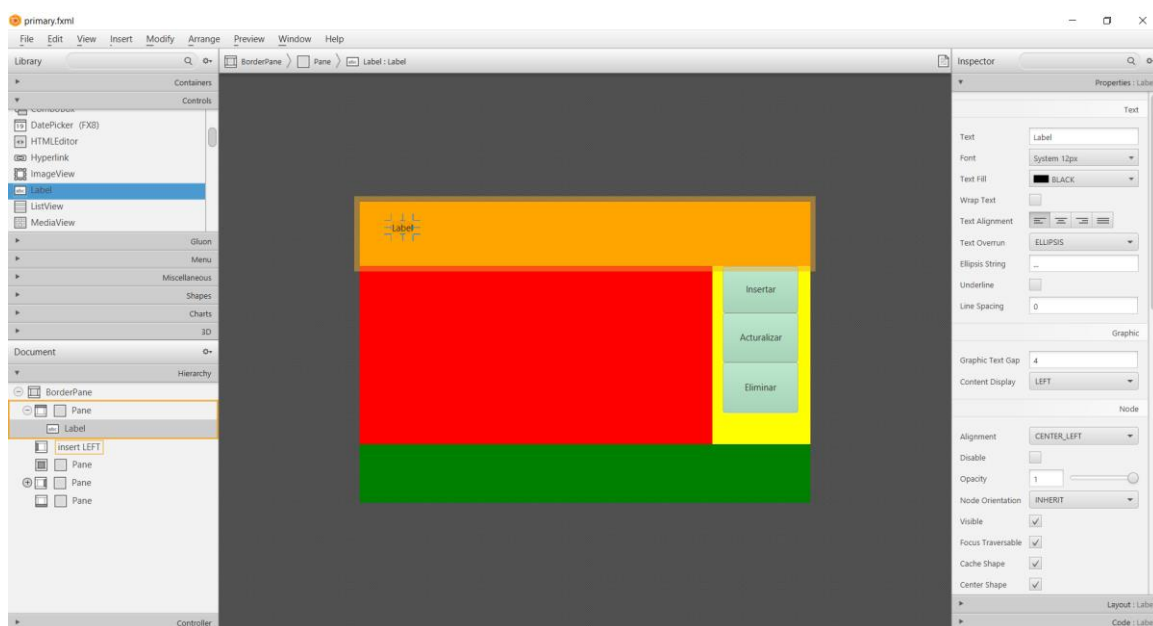 primary.fxml
File Edit View Insert Modify Arrange Preview Window Help
Library
BorderPane Pane Label : Label
Inspector
Containers
Controls
ComboBox
DatePicker (FX8)
HTMLEditor
Hyperlink
ImageView
Label
ListView
MediaView
Gluon
Menu
Miscellaneous
Shapes
Charts
3D
Document
Hierarchy
BorderPane
Pane
Label
insert LEFT
Pane
Pane
Pane
Controller
Label
Insertar
Acturalizar
Eliminar
Properties : Labe
Text
Text Label
Font System 12px
Text Fill BLACK
Wrap Text
Text Alignment
Text Overrun ELLIPSIS
Ellipsis String ...
Underline
Line Spacing 0
Graphic
Graphic Text Gap 4
Content Display LEFT
Node
Alignment CENTER_LEFT
Disable
Opacity 1
Node Orientation INHERIT
Visible
Focus Traversable
Cache Shape
Center Shape
Layout : Labe
Code : Labe